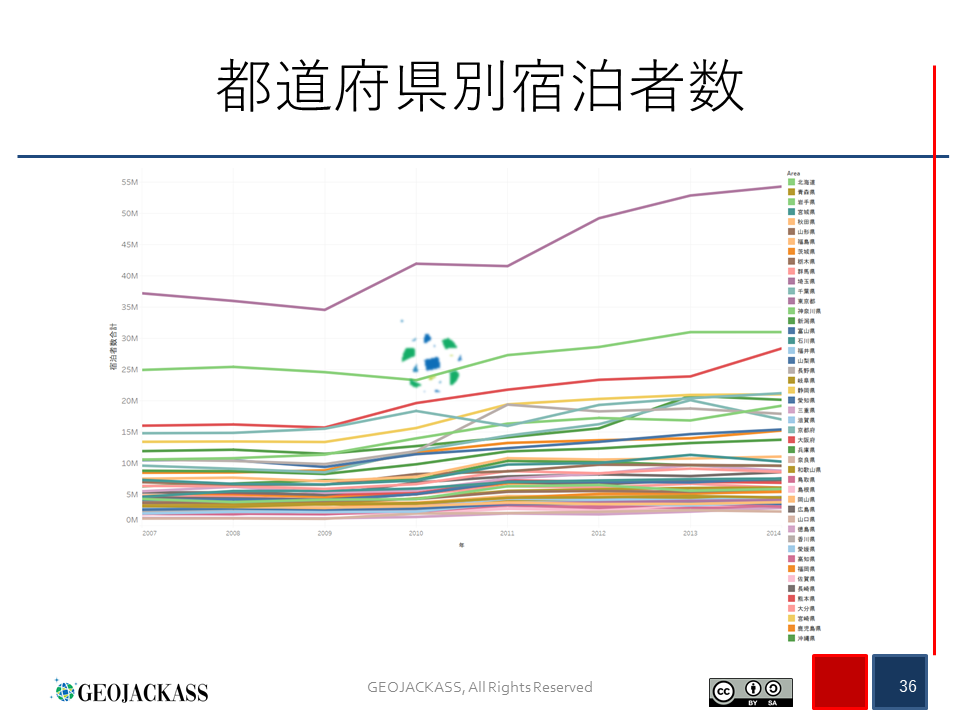 都道府県別宿泊者数
Area
55M
50M
45M
40M
35M
30M
25M
20M
15M
10M
5M
0M
宿泊者数合計
2007
2008
2009
2010
2011
2012
2013
2014
年
北海道
青森県
岩手県
宮城県
秋田県
山形県
福島県
茨城県
栃木県
群馬県
埼玉県
千葉県
東京都
神奈川県
新潟県
富山県
石川県
福井県
山梨県
長野県
岐阜県
静岡県
愛知県
三重県
滋賀県
京都府
大阪府
兵庫県
奈良県
和歌山県
鳥取県
島根県
岡山県
広島県
山口県
徳島県
香川県
愛媛県
高知県
福岡県
佐賀県
長崎県
熊本県
大分県
宮崎県
鹿児島県
沖縄県
GEOJACKASS
GEOJACKASS, All Rights Reserved
cc
BY SA
36